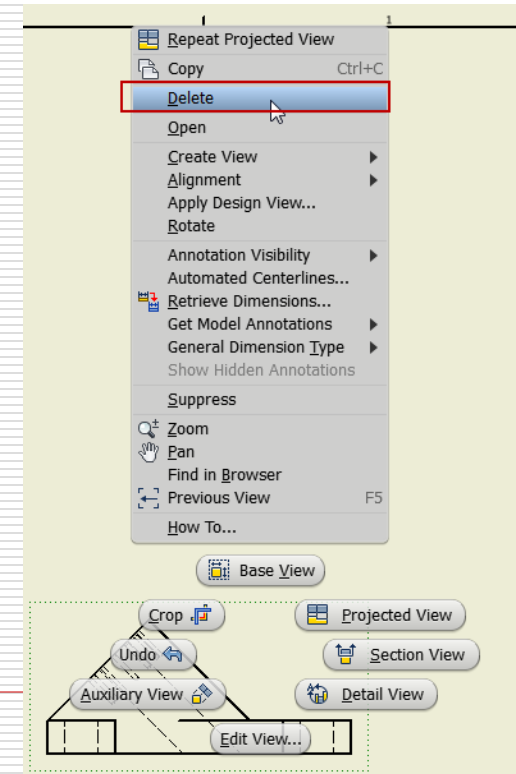 1
Repeat Projected View
Copy Ctrl+C
Delete
Open
Create View
Alignment
Apply Design View...
Rotate
Annotation Visibility
Automated Centerlines...
Retrieve Dimensions...
Get Model Annotations
General Dimension Type
Show Hidden Annotations
Suppress
Zoom
Pan
Find in Browser
Previous View F5
How To...
Base View
Crop Projected View
Undo Section View
Auxiliary View Detail View
Edit View...